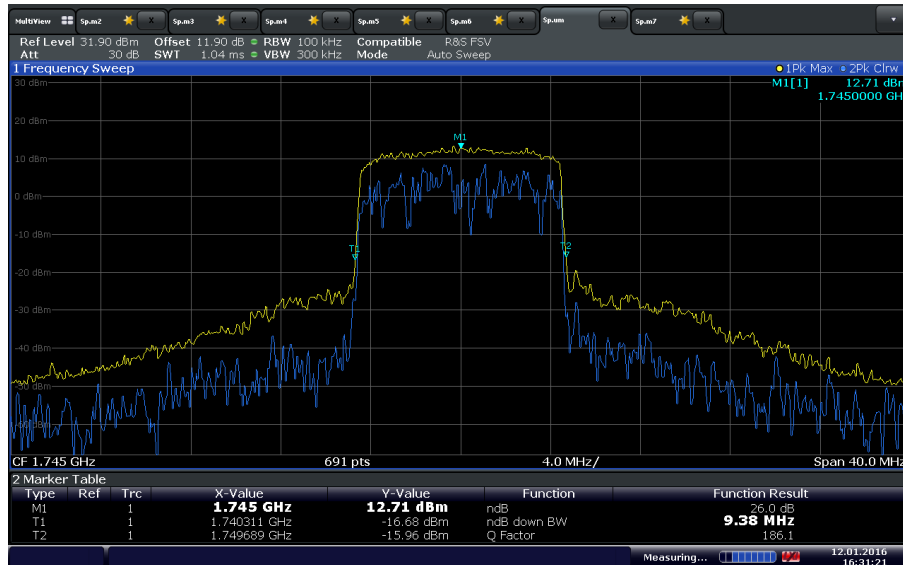 MultiView Sp.m2 x Sp.m3 x Sp.m4 x Sp.m5 x Sp.m6 x Sp.um x Sp.m7 x
Ref Level 31.90 dBm Offset 11.90 dB RBW 100 kHz Compatible R&S FSV
Att 30 dB SWT 1.04 ms VBW 300 kHz Mode Auto Sweep
1 Frequency Sweep 1Pk Max 2Pk Clrw
30 dBm
M1[1] 12.71 dBm
1.7450000 GH
20 dBm
M1
10 dBm
0 dBm
-10 dBm
T2
-20 dBm
-30 dBm
-40 dBm
CF 1.745 GHz 691 pts 4.0 MHz/ Span 40.0 MHz
2 Marker Table
Type Ref Trc X-Value Y-Value Function Function Result
M1 1 1.745 GHz 12.71 dBm ndB 26.0 dB
T1 1 1.740311 GHz -16.68 dBm ndB down BW 9.38 MHz
T2 1 1.749689 GHz -15.96 dBm Q Factor 186.1
Measuring... 12.01.2016
16:31:21